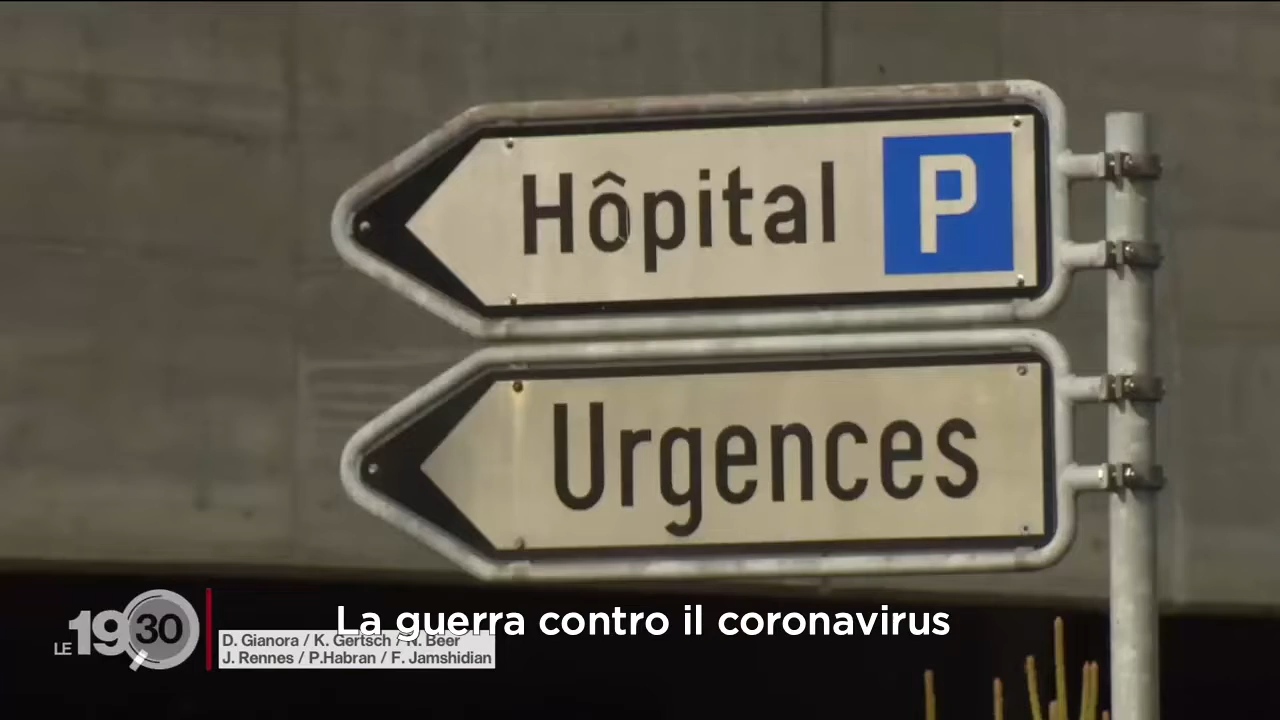 Hôpital P
Urgences
LE 19 30
La guerra contro il coronavirus
D. Gianora / K. Gertsch / N. Beer
J. Rennes / P.Habran / F. Jamshidian